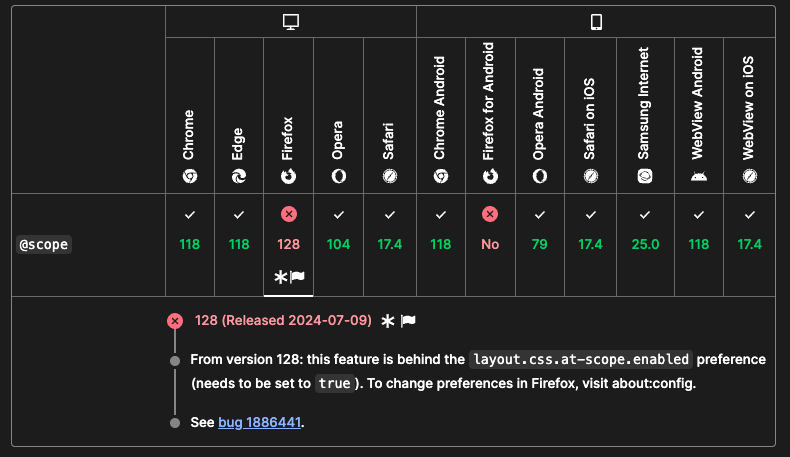 Chrome
Edge
Firefox
Opera
Safari
Chrome Android
Firefox for Android
Opera Android
Safari on iOS
Samsung Internet
WebView Android
WebView on iOS
@scope
118
118
128
104
17.4
118
No
79
17.4
25.0
118
17.4
128 (Released 2024-07-09)
From version 128: this feature is behind the layout.css.at-scope.enabled preference
(needs to be set to true). To change preferences in Firefox, visit about:config.
See bug 1886441.